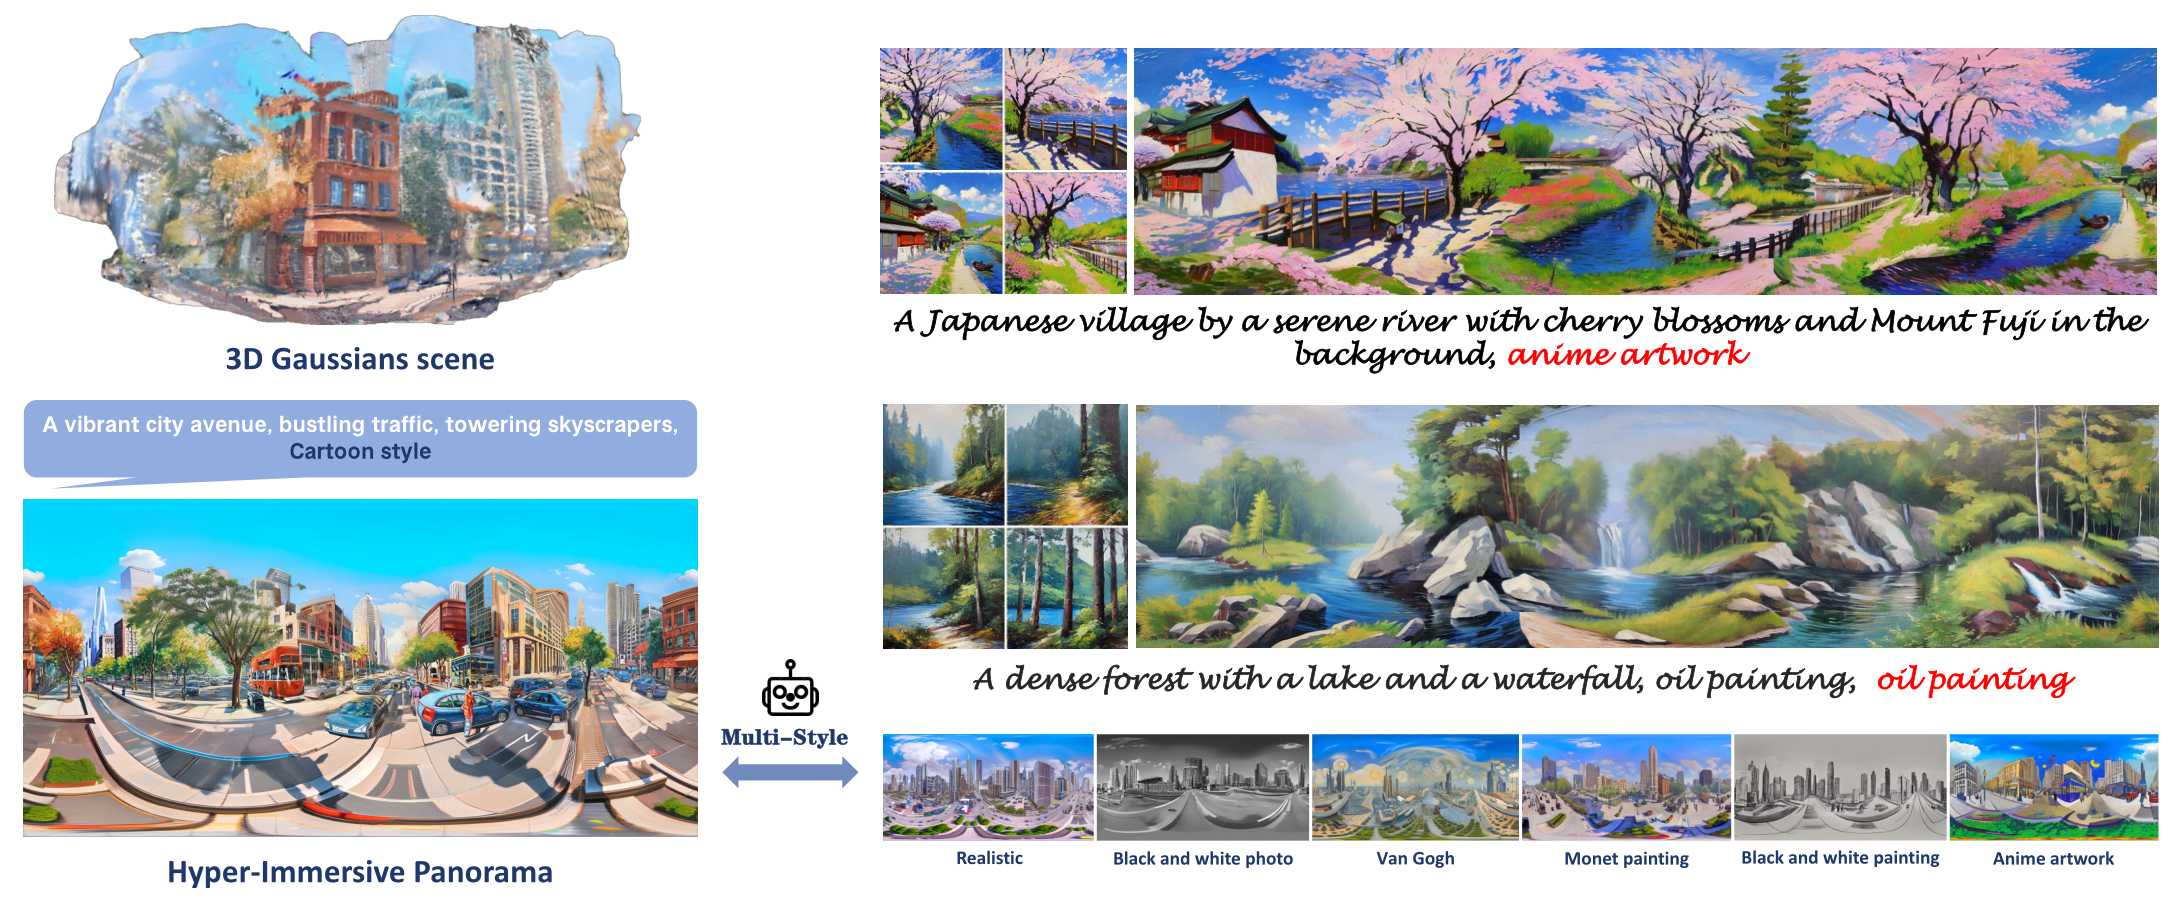 3D Gaussians scene
A vibrant city avenue, bustling traffic, towering skyscrapers,
Cartoon style
Hyper-Immersive Panorama
Multi-Style
A Japanese village by a serene river with cherry blossoms and Mount Fuji in the
background, anime artwork
A dense forest with a lake and a waterfall, oil painting, oil painting
Realistic
Black and white photo
Van Gogh
Monet painting
Black and white painting
Anime artwork